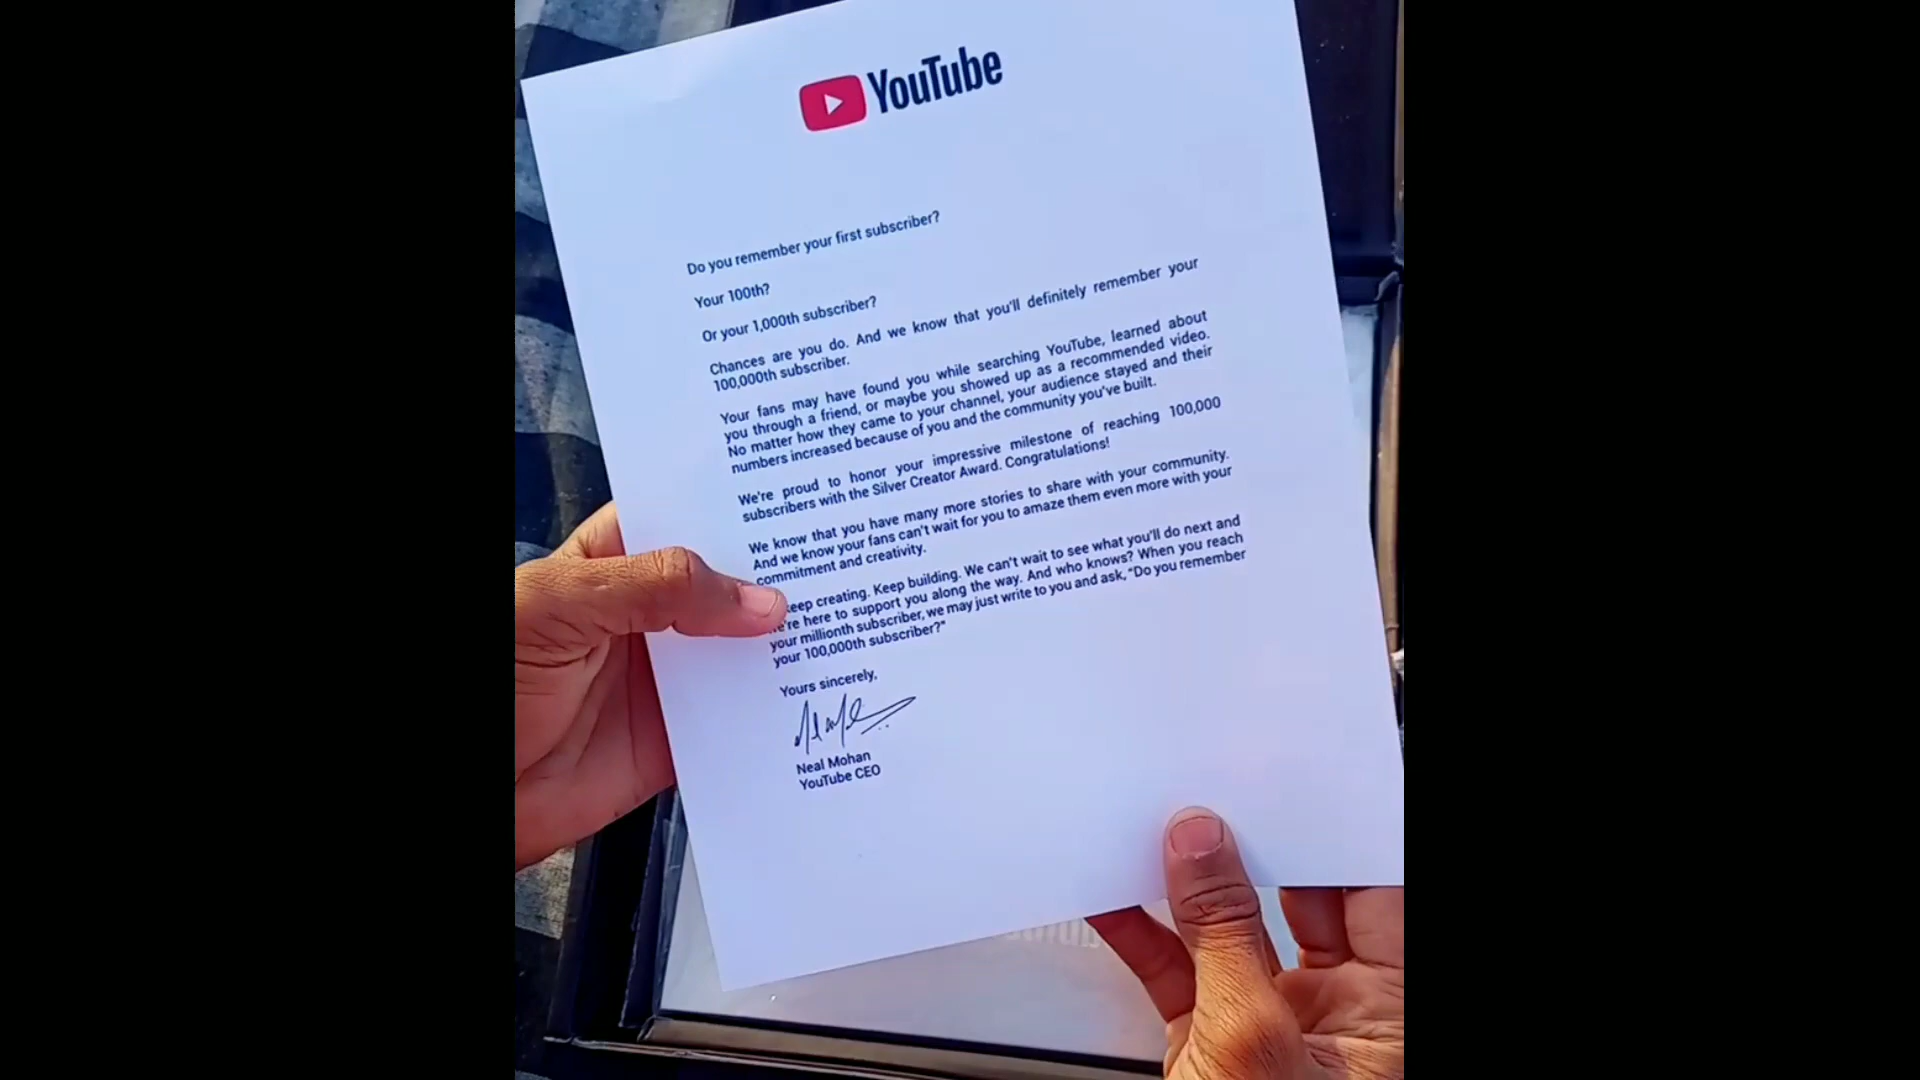 YouTube
Do you remember your first subscriber?
Your 100th?
Or your 1,000th subscriber?
Chances are you do. And we know that you'll definitely remember your
100,000th subscriber.
Your fans may have found you while searching YouTube, learned about
you through a friend, or maybe you showed up as a recommended video.
No matter how they came to your channel, your audience stayed and their
numbers increased because of you and the community you've built.
We're proud to honor your impressive milestone of reaching 100,000
subscribers with the Silver Creator Award. Congratulations!
We know that you have many more stories to share with your community.
And we know your fans can't wait for you to amaze them even more with your
commitment and creativity.
keep creating. Keep building. We can't wait to see what you'll do next and
here to support you along the way. And who knows? When you reach
your millionth subscriber, we may just write to you and ask, "Do you remember
your 100,000th subscriber?"
Yours sincerely,
Neal Mohan
YouTube CEO